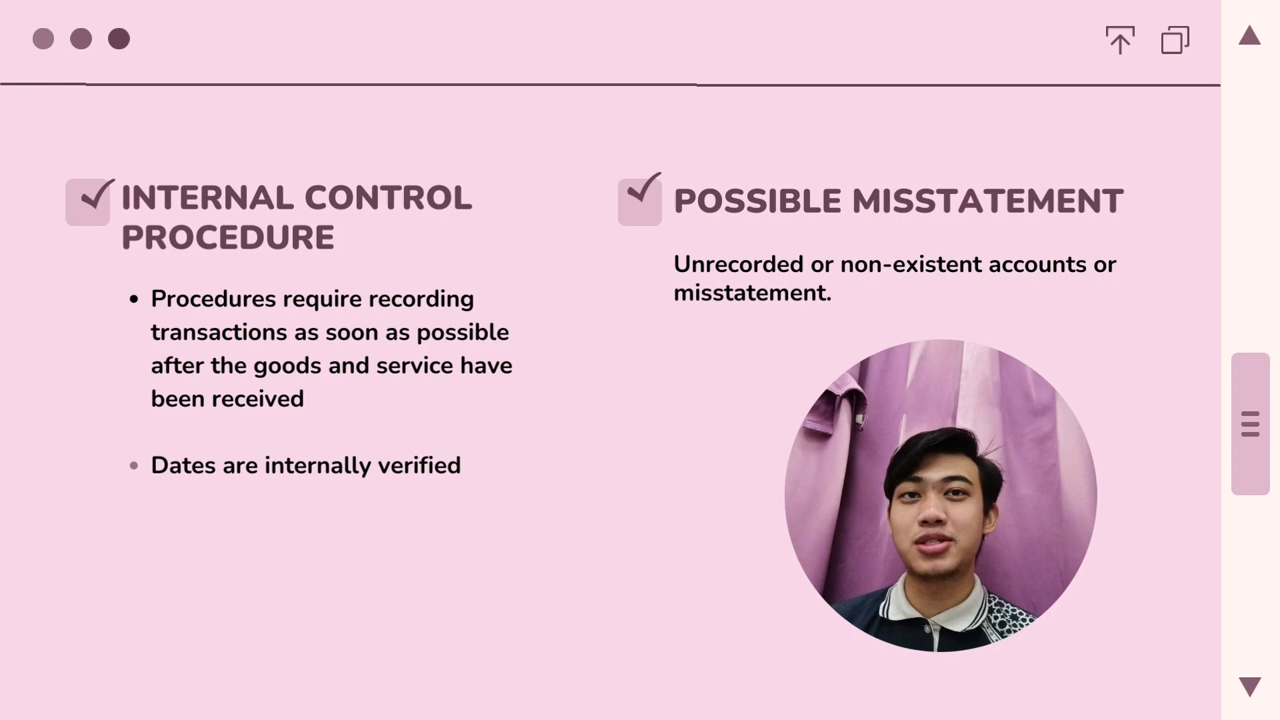 INTERNAL CONTROL
PROCEDURE
Procedures require recording
transactions as soon as possible
after the goods and service have
been received
Dates are internally verified
POSSIBLE MISSTATEMENT
Unrecorded or non-existent accounts or
misstatement.